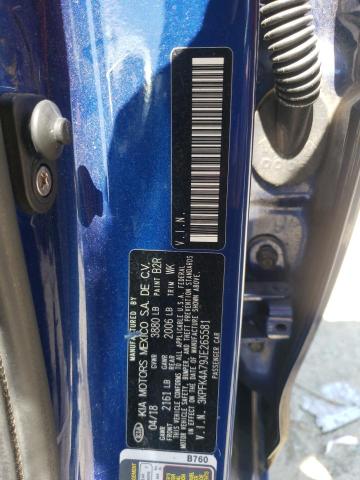 MANUFACTURED BY
KIA
KIA MOTORS MEXICO S.A. DE C.V.
04/18 GVWR 3880 LB PAINT B2R
GAWR FRONT 2161 LB GAWR REAR 2006 LB TRIM WK
THIS VEHICLE CONFORMS TO ALL APPLICABLE U.S.A. FEDERAL
MOTOR VEHICLE SAFETY, BUMPER, AND THEFT PREVENTION STANDARDS
IN EFFECT ON THE DATE OF MANUFACTURE SHOWN ABOVE.
V.I.N. 3KPFK4A79JE265581
V.I.N.
B760